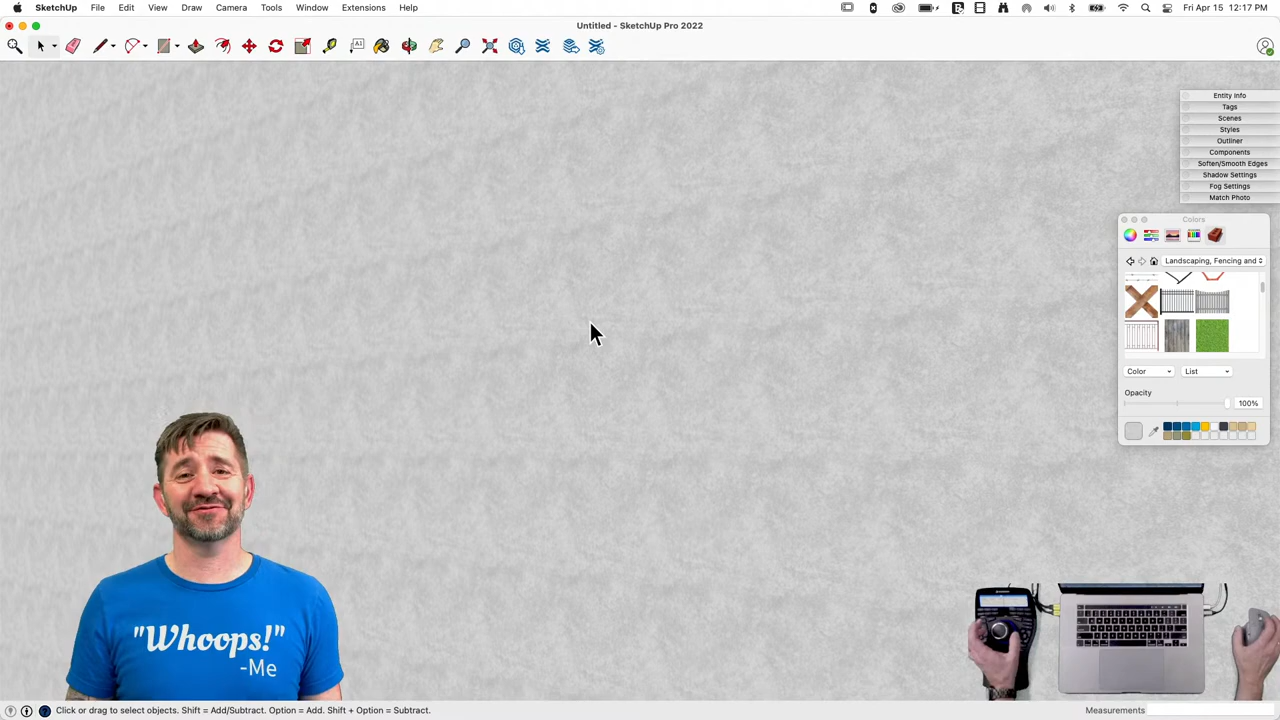 SketchUp File Edit View Draw Camera Tools Window Extensions Help
Fri Apr 15 12:17 PM
Untitled - SketchUp Pro 2022
Entity Info
Tags
Scenes
Styles
Outliner
Components
Soften/Smooth Edges
Shadow Settings
Fog Settings
Match Photo
Colors
Landscaping, Fencing and
Color List
Opacity
100%
"Whoops!"
-Me
Click or drag to select objects. Shift = Add/Subtract. Option = Add. Shift + Option = Subtract.
Measurements